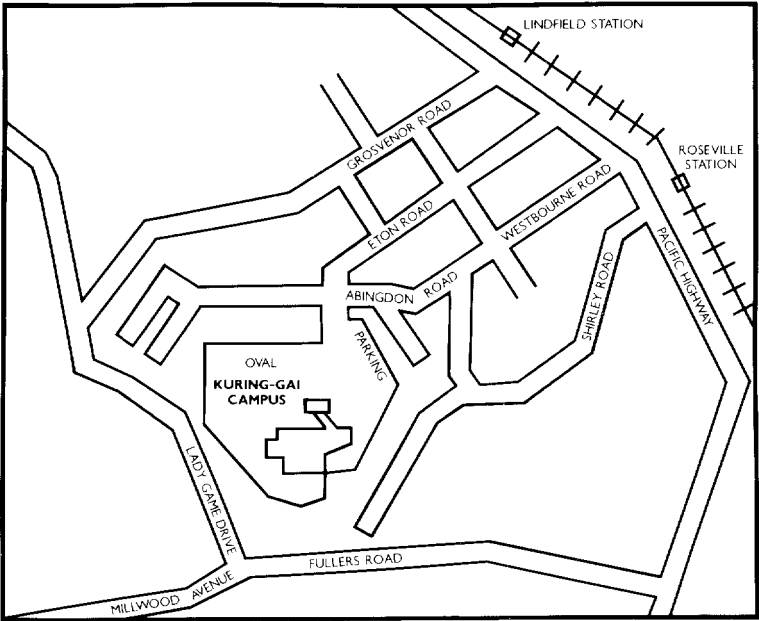 LINDFIELD STATION
ROSEVILLE
STATION
GROSVENOR ROAD
ETON ROAD
WESTBOURNE ROAD
PACIFIC HIGHWAY
SHIRLEY ROAD
ABINGDON ROAD
PARKING
OVAL
KURING-GAI
CAMPUS
LADY GAME DRIVE
FULLERS ROAD
MILLWOOD AVENUE